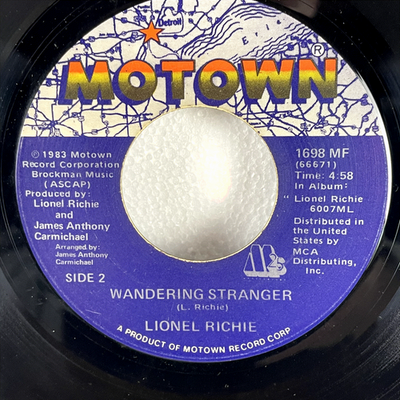 Detroit
MOTOWN®
℗ 1983 Motown
Record Corporation
Brockman Music
(ASCAP)
Produced by:
Lionel Richie
and
James Anthony
Carmichael
Arranged by:
James Anthony
Carmichael
SIDE 2
1698 MF
(66671)
Time: 4:58
In Album:
" Lionel Richie
6007ML
Distributed in the
United States by
MCA
Distributing,
Inc.
WANDERING STRANGER
(L. Richie)
LIONEL RICHIE
A PRODUCT OF MOTOWN RECORD CORP.